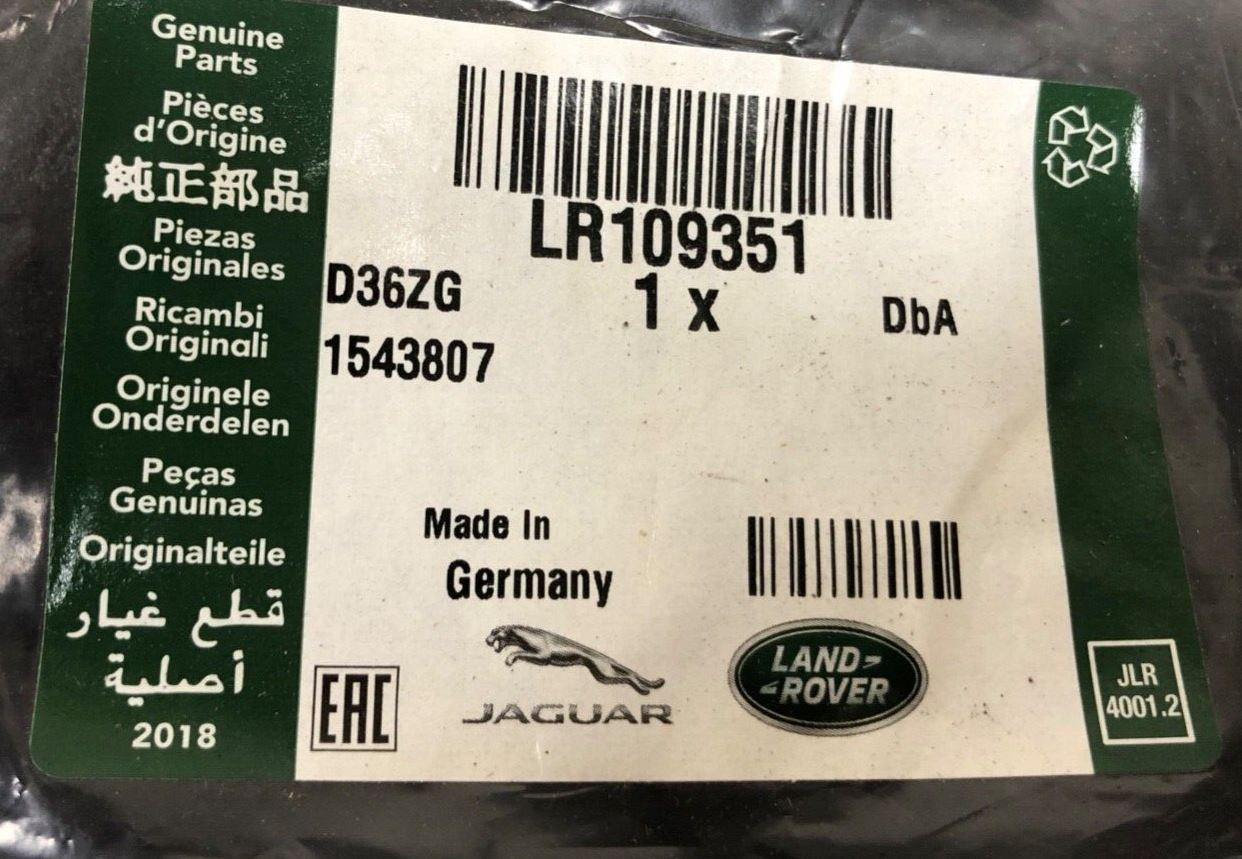 Genuine
Parts
Pièces
d'Origine
純正部品
Piezas
Originales
Ricambi
Originali
Originele
Onderdelen
Peças
Genuinas
Originalteile
قطع غيار
أصلية
2018
LR109351
D36ZG
1 x
DbA
1543807
Made In
Germany
EAC
JAGUAR
LAND-
-ROVER
JLR
4001.2